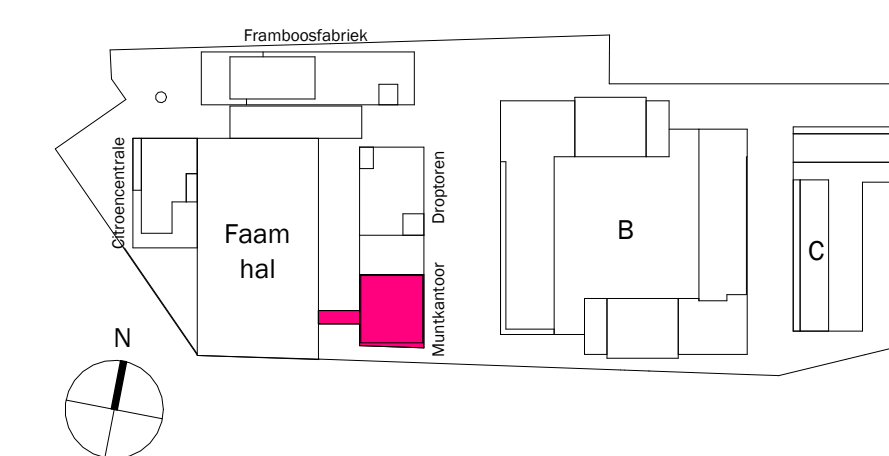 Framboosfabriek
Citroencentrale
Faam
hal
Droptoren
Muntkantoor
B
C
N